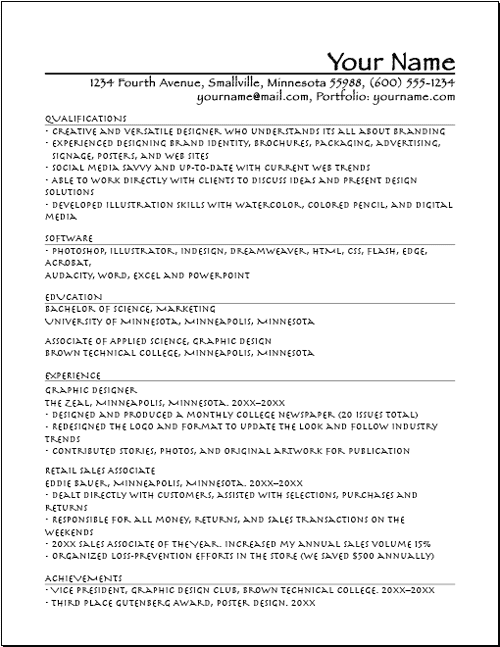 Your Name
1234 Fourth Avenue, Smallville, Minnesota 55988, (600) 555-1234
yourname@mail.com, Portfolio: yourname.com
QUALIFICATIONS
• CREATIVE AND VERSATILE DESIGNER WHO UNDERSTANDS ITS ALL ABOUT BRANDING
• EXPERIENCED DESIGNING BRAND IDENTITY, BROCHURES, PACKAGING, ADVERTISING,
SIGNAGE, POSTERS, AND WEB SITES
• SOCIAL MEDIA SAVVY AND UP-TO-DATE WITH CURRENT WEB TRENDS
• ABLE TO WORK DIRECTLY WITH CLIENTS TO DISCUSS IDEAS AND PRESENT DESIGN
SOLUTIONS
• DEVELOPED ILLUSTRATION SKILLS WITH WATERCOLOR, COLORED PENCIL, AND DIGITAL
MEDIA
SOFTWARE
• PHOTOSHOP, ILLUSTRATOR, INDESIGN, DREAMWEAVER, HTML, CSS, FLASH, EDGE,
ACROBAT,
AUDACITY, WORD, EXCEL AND POWERPOINT
EDUCATION
BACHELOR OF SCIENCE, MARKETING
UNIVERSITY OF MINNESOTA, MINNEAPOLIS, MINNESOTA
ASSOCIATE OF APPLIED SCIENCE, GRAPHIC DESIGN
BROWN TECHNICAL COLLEGE, MINNEAPOLIS, MINNESOTA
EXPERIENCE
GRAPHIC DESIGNER
THE ZEAL, MINNEAPOLIS, MINNESOTA. 20XX–20XX
• DESIGNED AND PRODUCED A MONTHLY COLLEGE NEWSPAPER (20 ISSUES TOTAL)
• REDESIGNED THE LOGO AND FORMAT TO UPDATE THE LOOK AND FOLLOW INDUSTRY
TRENDS
• CONTRIBUTED STORIES, PHOTOS, AND ORIGINAL ARTWORK FOR PUBLICATION
RETAIL SALES ASSOCIATE
EDDIE BAUER, MINNEAPOLIS, MINNESOTA. 20XX–20XX
• DEALT DIRECTLY WITH CUSTOMERS, ASSISTED WITH SELECTIONS, PURCHASES AND
RETURNS
• RESPONSIBLE FOR ALL MONEY, RETURNS, AND SALES TRANSACTIONS ON THE
WEEKENDS
• 20XX SALES ASSOCIATE OF THE YEAR. INCREASED MY ANNUAL SALES VOLUME 15%
• ORGANIZED LOSS-PREVENTION EFFORTS IN THE STORE (WE SAVED $500 ANNUALLY)
ACHIEVEMENTS
• VICE PRESIDENT, GRAPHIC DESIGN CLUB, BROWN TECHNICAL COLLEGE. 20XX–20XX
• THIRD PLACE GUTENBERG AWARD, POSTER DESIGN. 20XX